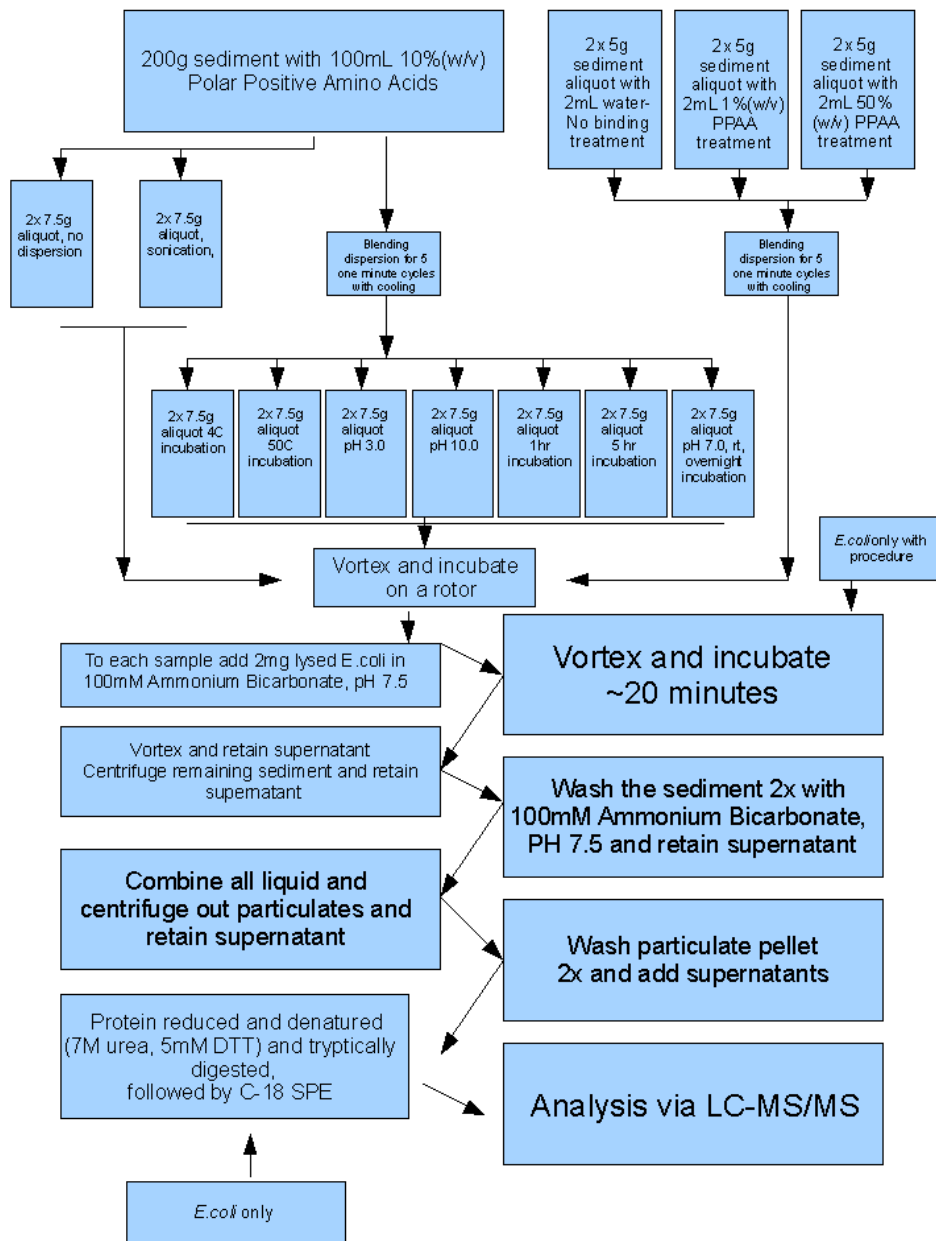 200g sediment with 100mL 10%(w/v)
Polar Positive Amino Acids
2x 5g
sediment
aliquot with
2mL water-
No binding
treatment
2x 5g
sediment
aliquot with
2mL 1%(w/v)
PPAA
treatment
2x 5g
sediment
aliquot with
2mL 50%
(w/v) PPAA
treatment
2x 7.5g
aliquot, no
dispersion
2x 7.5g
aliquot,
sonication,
Blending
dispersion for 5
one minute cycles
with cooling
Blending
dispersion for 5
one minute cycles
with cooling
2x 7.5g
aliquot 4C
incubation
2x 7.5g
aliquot
50C
incubation
2x 7.5g
aliquot
pH 3.0
2x 7.5g
aliquot
pH 10.0
2x 7.5g
aliquot
1hr
incubation
2x 7.5g
aliquot
5 hr
incubation
2x 7.5g
aliquot
pH 7.0, rt,
overnight
incubation
E.coli only with
procedure
Vortex and incubate
on a rotor
To each sample add 2mg lysed E.coli in
100mM Ammonium Bicarbonate, pH 7.5
Vortex and incubate
~20 minutes
Vortex and retain supernatant
Centrifuge remaining sediment and retain
supernatant
Wash the sediment 2x with
100mM Ammonium Bicarbonate,
PH 7.5 and retain supernatant
Combine all liquid and
centrifuge out particulates and
retain supernatant
Wash particulate pellet
2x and add supernatants
Protein reduced and denatured
(7M urea, 5mM DTT) and tryptically
digested,
followed by C-18 SPE
Analysis via LC-MS/MS
E.coli only